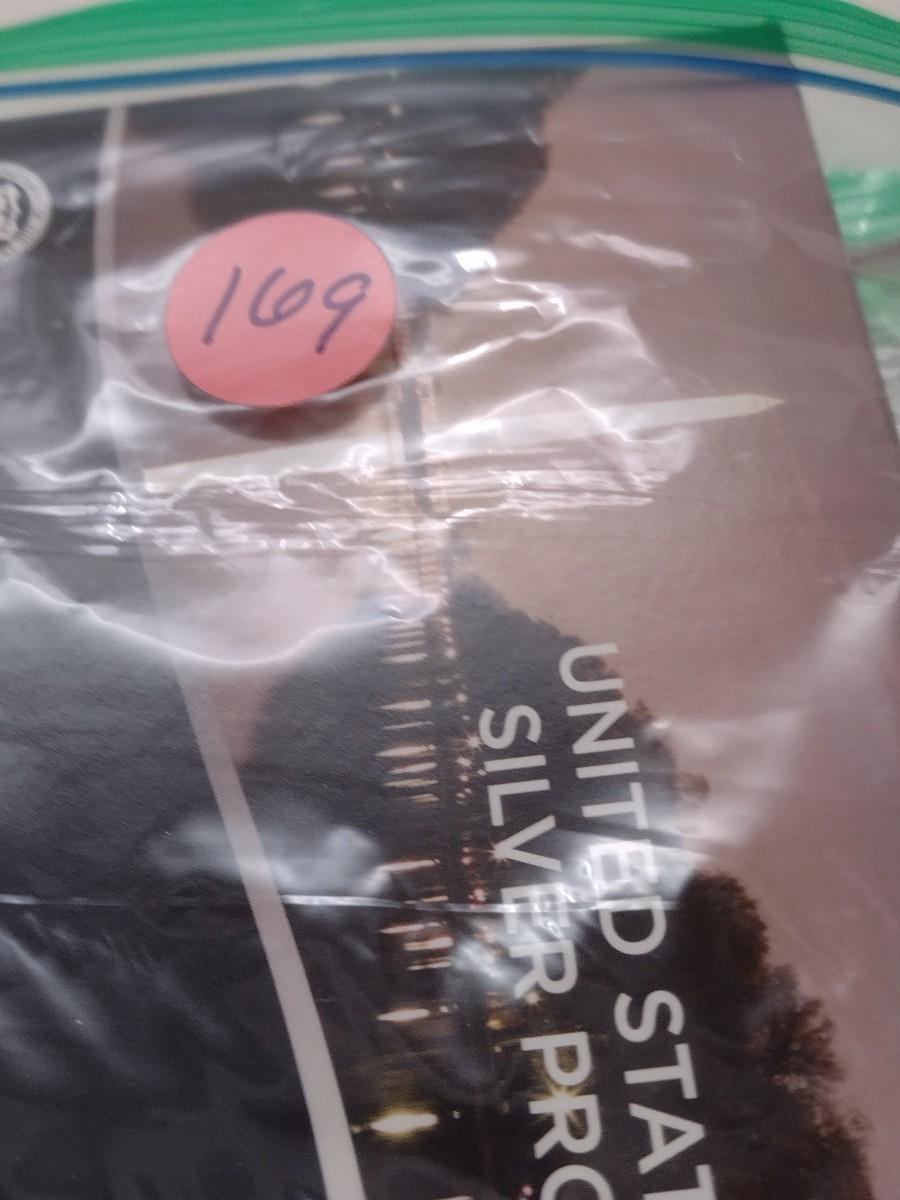 169
UNITED STAT
SILVER PRO